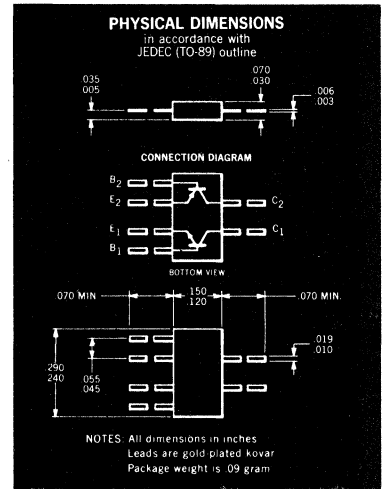 PHYSICAL DIMENSIONS
in accordance with
JEDEC (TO-89) outline
.035
.005
.070
.030
.006
.003
CONNECTION DIAGRAM
B2
E2
C2
E1
C1
B1
BOTTOM VIEW
.070 MIN
.150
.120
.070 MIN.
.290
.240
.055
.045
.019
.010
NOTES: All dimensions in inches
Leads are gold-plated kovar
Package weight is .09 gram